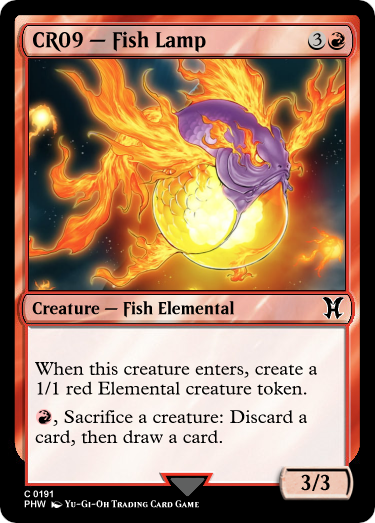 CR09 — Fish Lamp 3
Creature — Fish Elemental
When this creature enters, create a
1/1 red Elemental creature token.
, Sacrifice a creature: Discard a
card, then draw a card.
3/3
C 0191
PHW Yu-Gi-Oh Trading Card Game